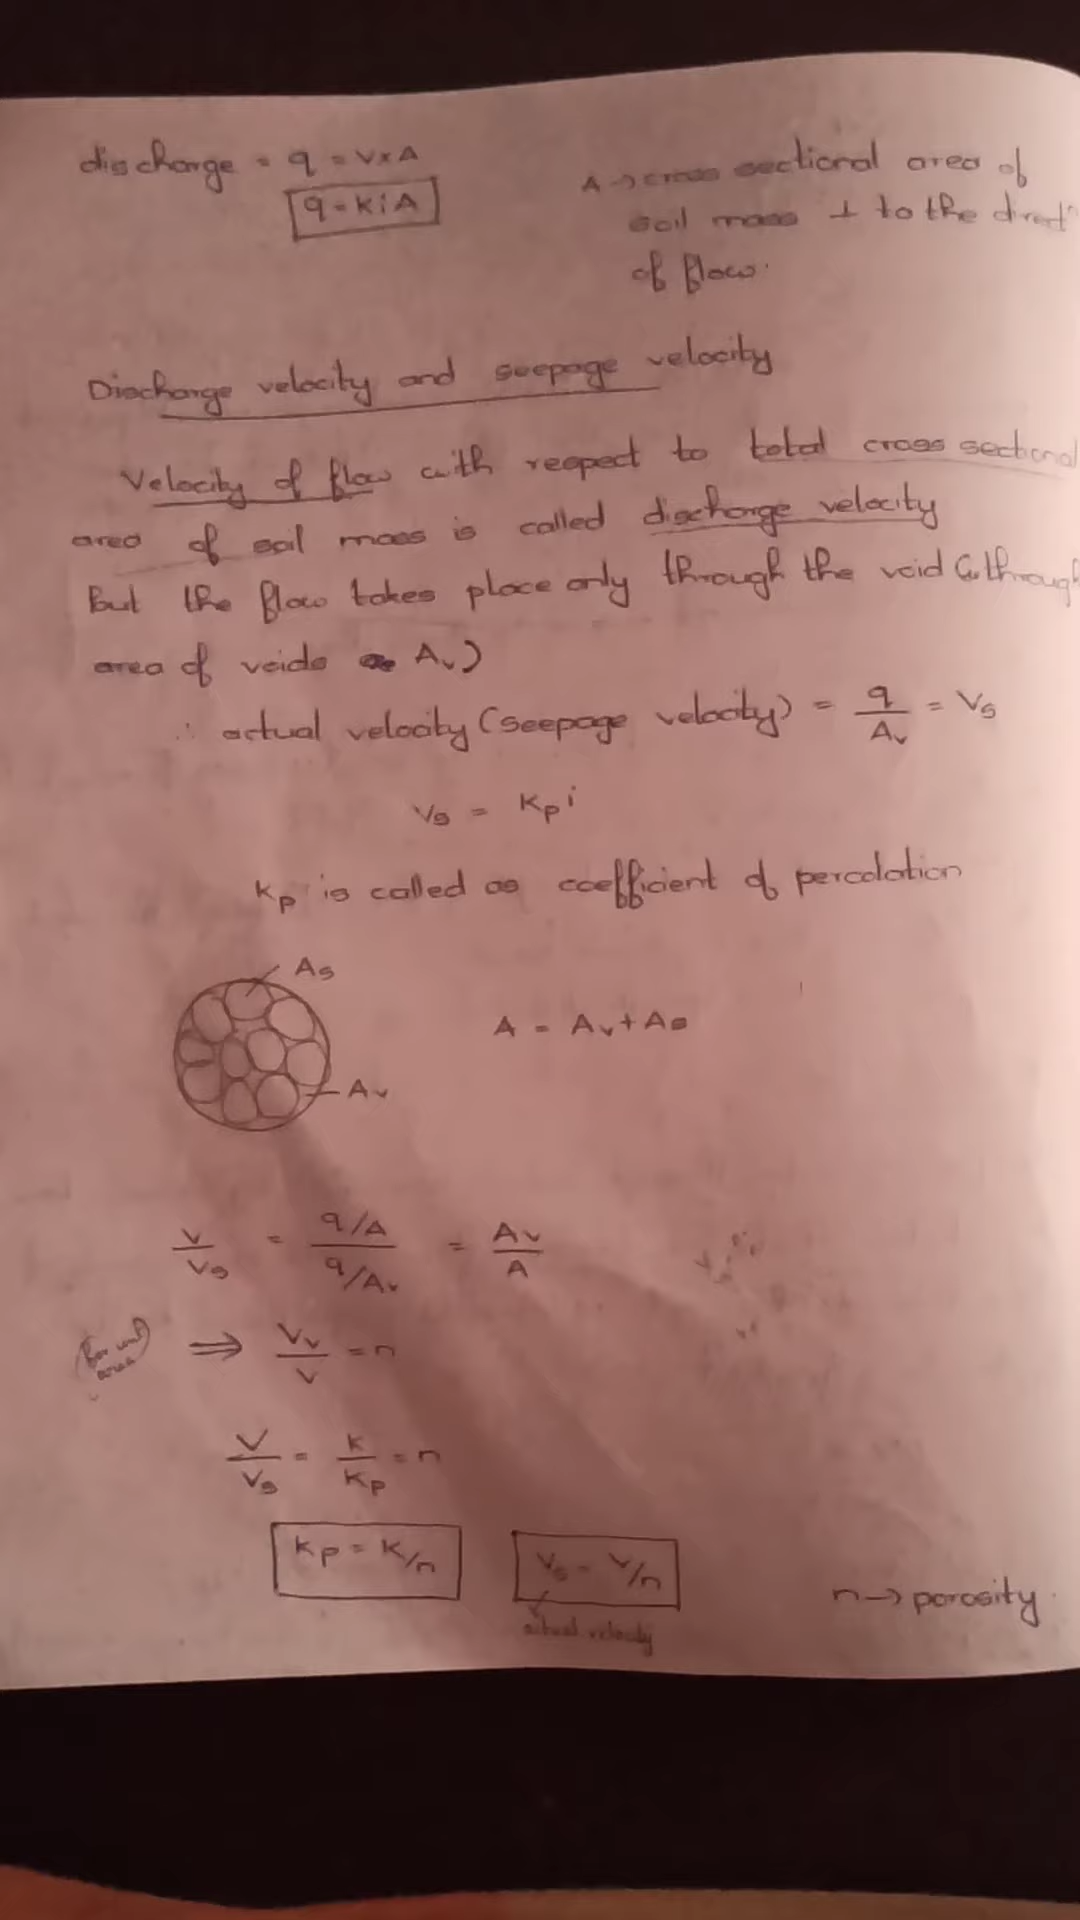 discharge = q = V x A
q = KiA
A → cross sectional area of
soil mass ⊥ to the direct
of flow.
Discharge velocity and seepage velocity
Velocity of flow with respect to total cross sectional
area of soil mass is called discharge velocity
But the flow takes place only through the void (through
area of voids Av)
∴ actual velocity (seepage velocity) = q/Av = Vs
Vs = Kp i
Kp is called as coefficient of percolation
As
A = Av + As
Av
V/Vs = (q/A)/(q/Av) = Av/A
(for unit area) ⇒ Vv/V = n
V/Vs = K/Kp = n
Kp = K/n Vs = V/n
n → porosity.
actual velocity